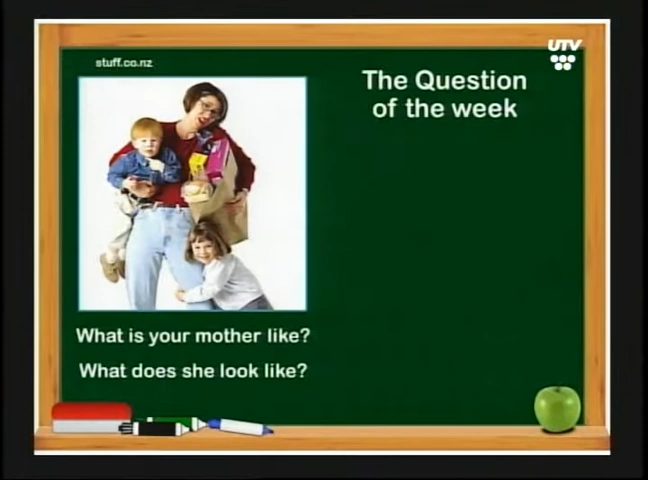 stuff.co.nz
UTV
The Question
of the week
What is your mother like?
What does she look like?